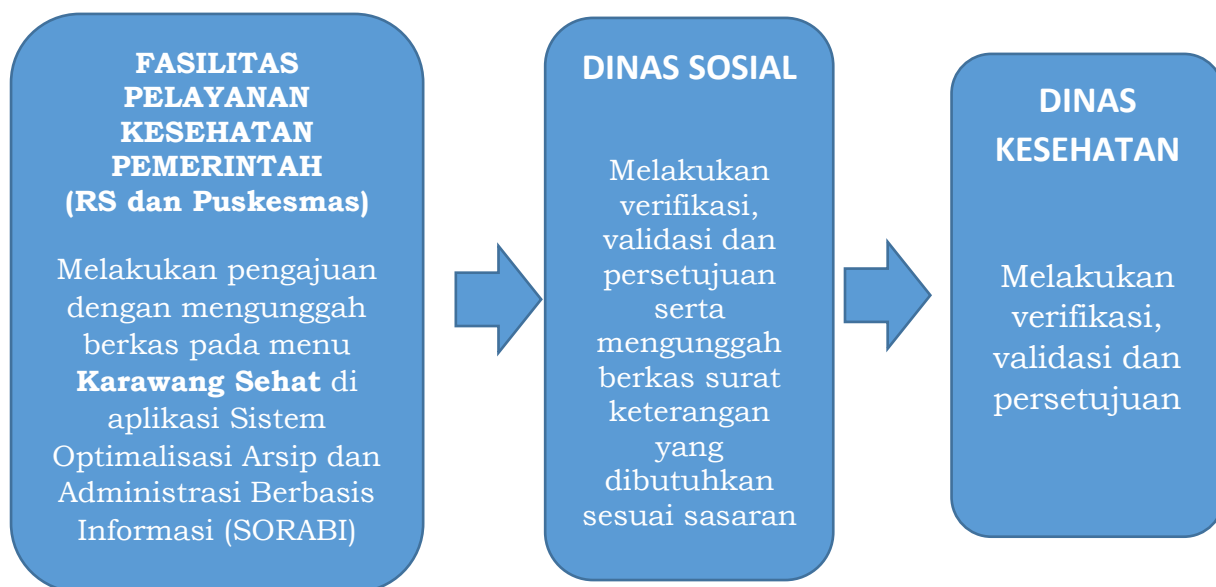 FASILITAS
PELAYANAN
KESEHATAN
PEMERINTAH
(RS dan Puskesmas)
Melakukan pengajuan
dengan mengunggah
berkas pada menu
Karawang Sehat di
aplikasi Sistem
Optimalisasi Arsip dan
Administrasi Berbasis
Informasi (SORABI)
DINAS SOSIAL
Melakukan
verifikasi,
validasi dan
persetujuan
serta
mengunggah
berkas surat
keterangan
yang
dibutuhkan
sesuai sasaran
DINAS
KESEHATAN
Melakukan
verifikasi,
validasi dan
persetujuan